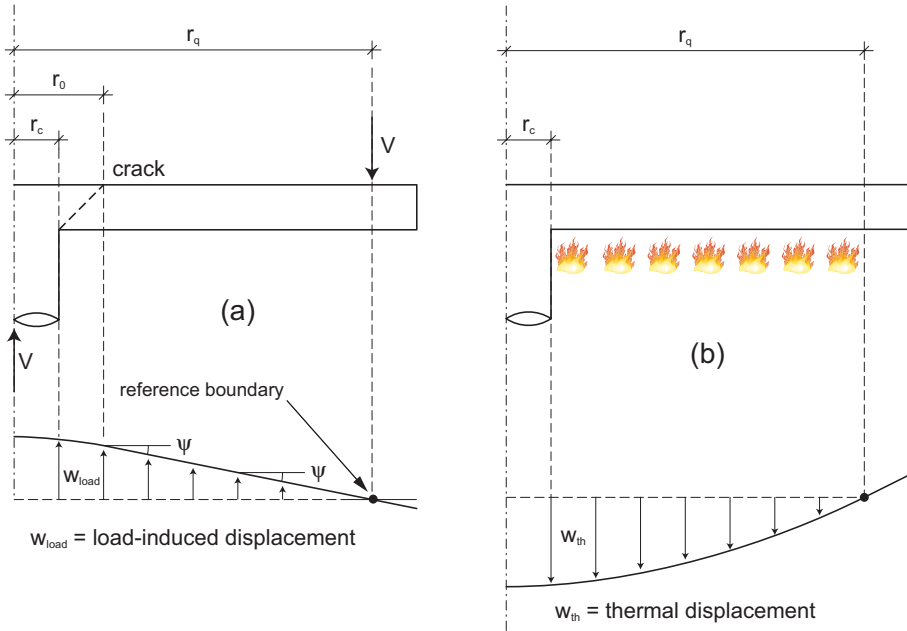 r_q
r_0
r_c
V
crack
(a)
V
reference boundary
ψ
ψ
w_load
w_load = load-induced displacement
r_q
r_c
(b)
w_th
w_th = thermal displacement